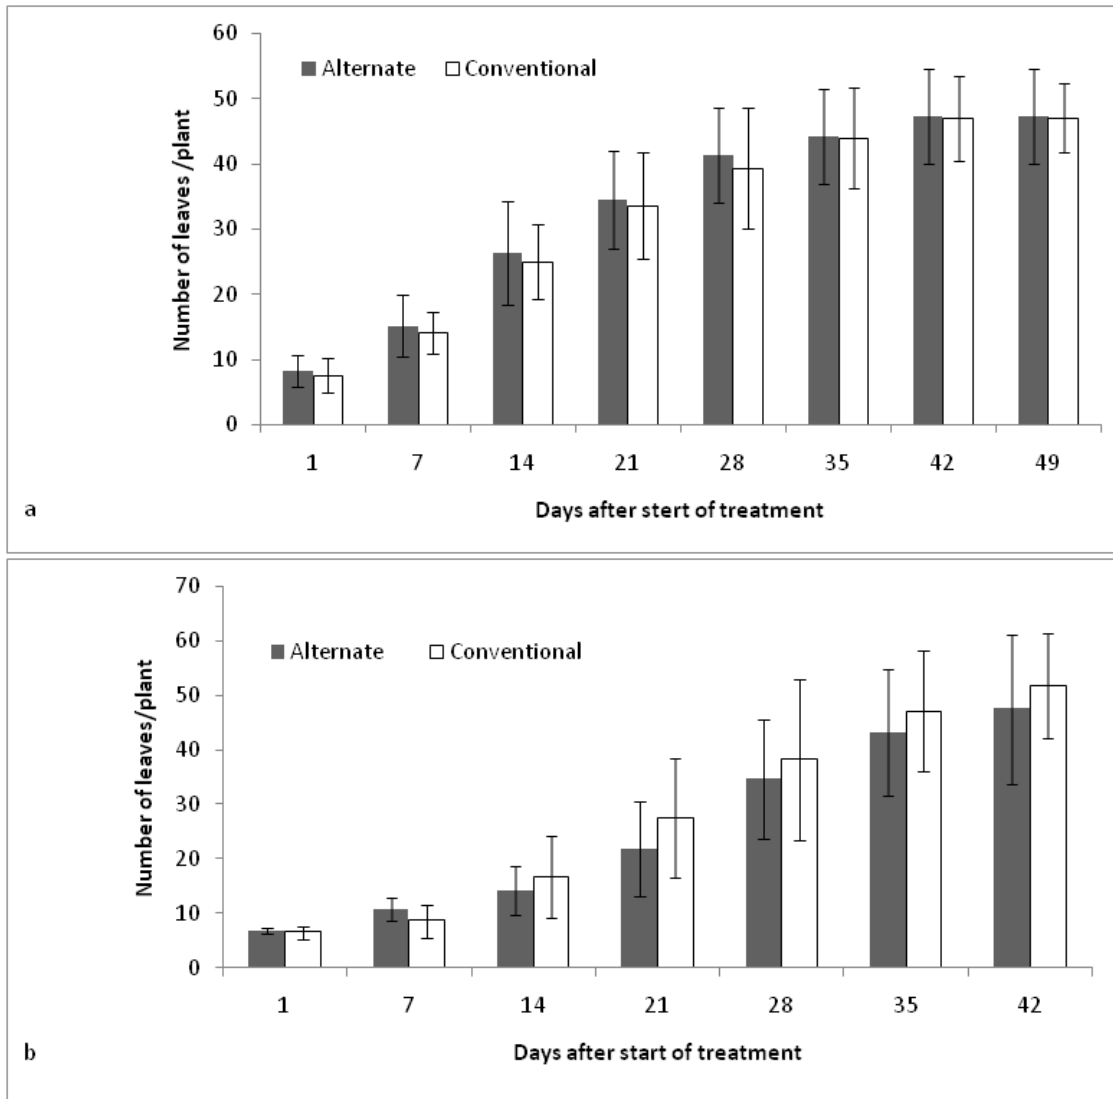 60
50
40
30
20
10
0
Number of leaves /plant
Alternate Conventional
1 7 14 21 28 35 42 49
Days after stert of treatment
a
70
60
50
40
30
20
10
0
Number of leaves/plant
Alternate Conventional
1 7 14 21 28 35 42
Days after start of treatment
b